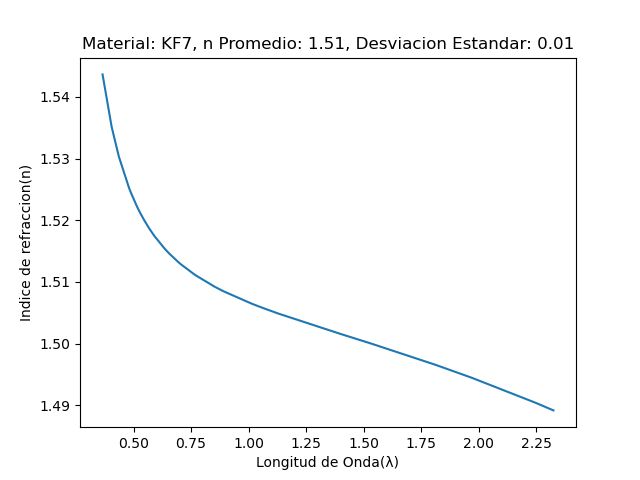 Material: KF7, n Promedio: 1.51, Desviacion Estandar: 0.01
Indice de refraccion(n)
1.54
1.53
1.52
1.51
1.50
1.49
0.50 0.75 1.00 1.25 1.50 1.75 2.00 2.25
Longitud de Onda(λ)